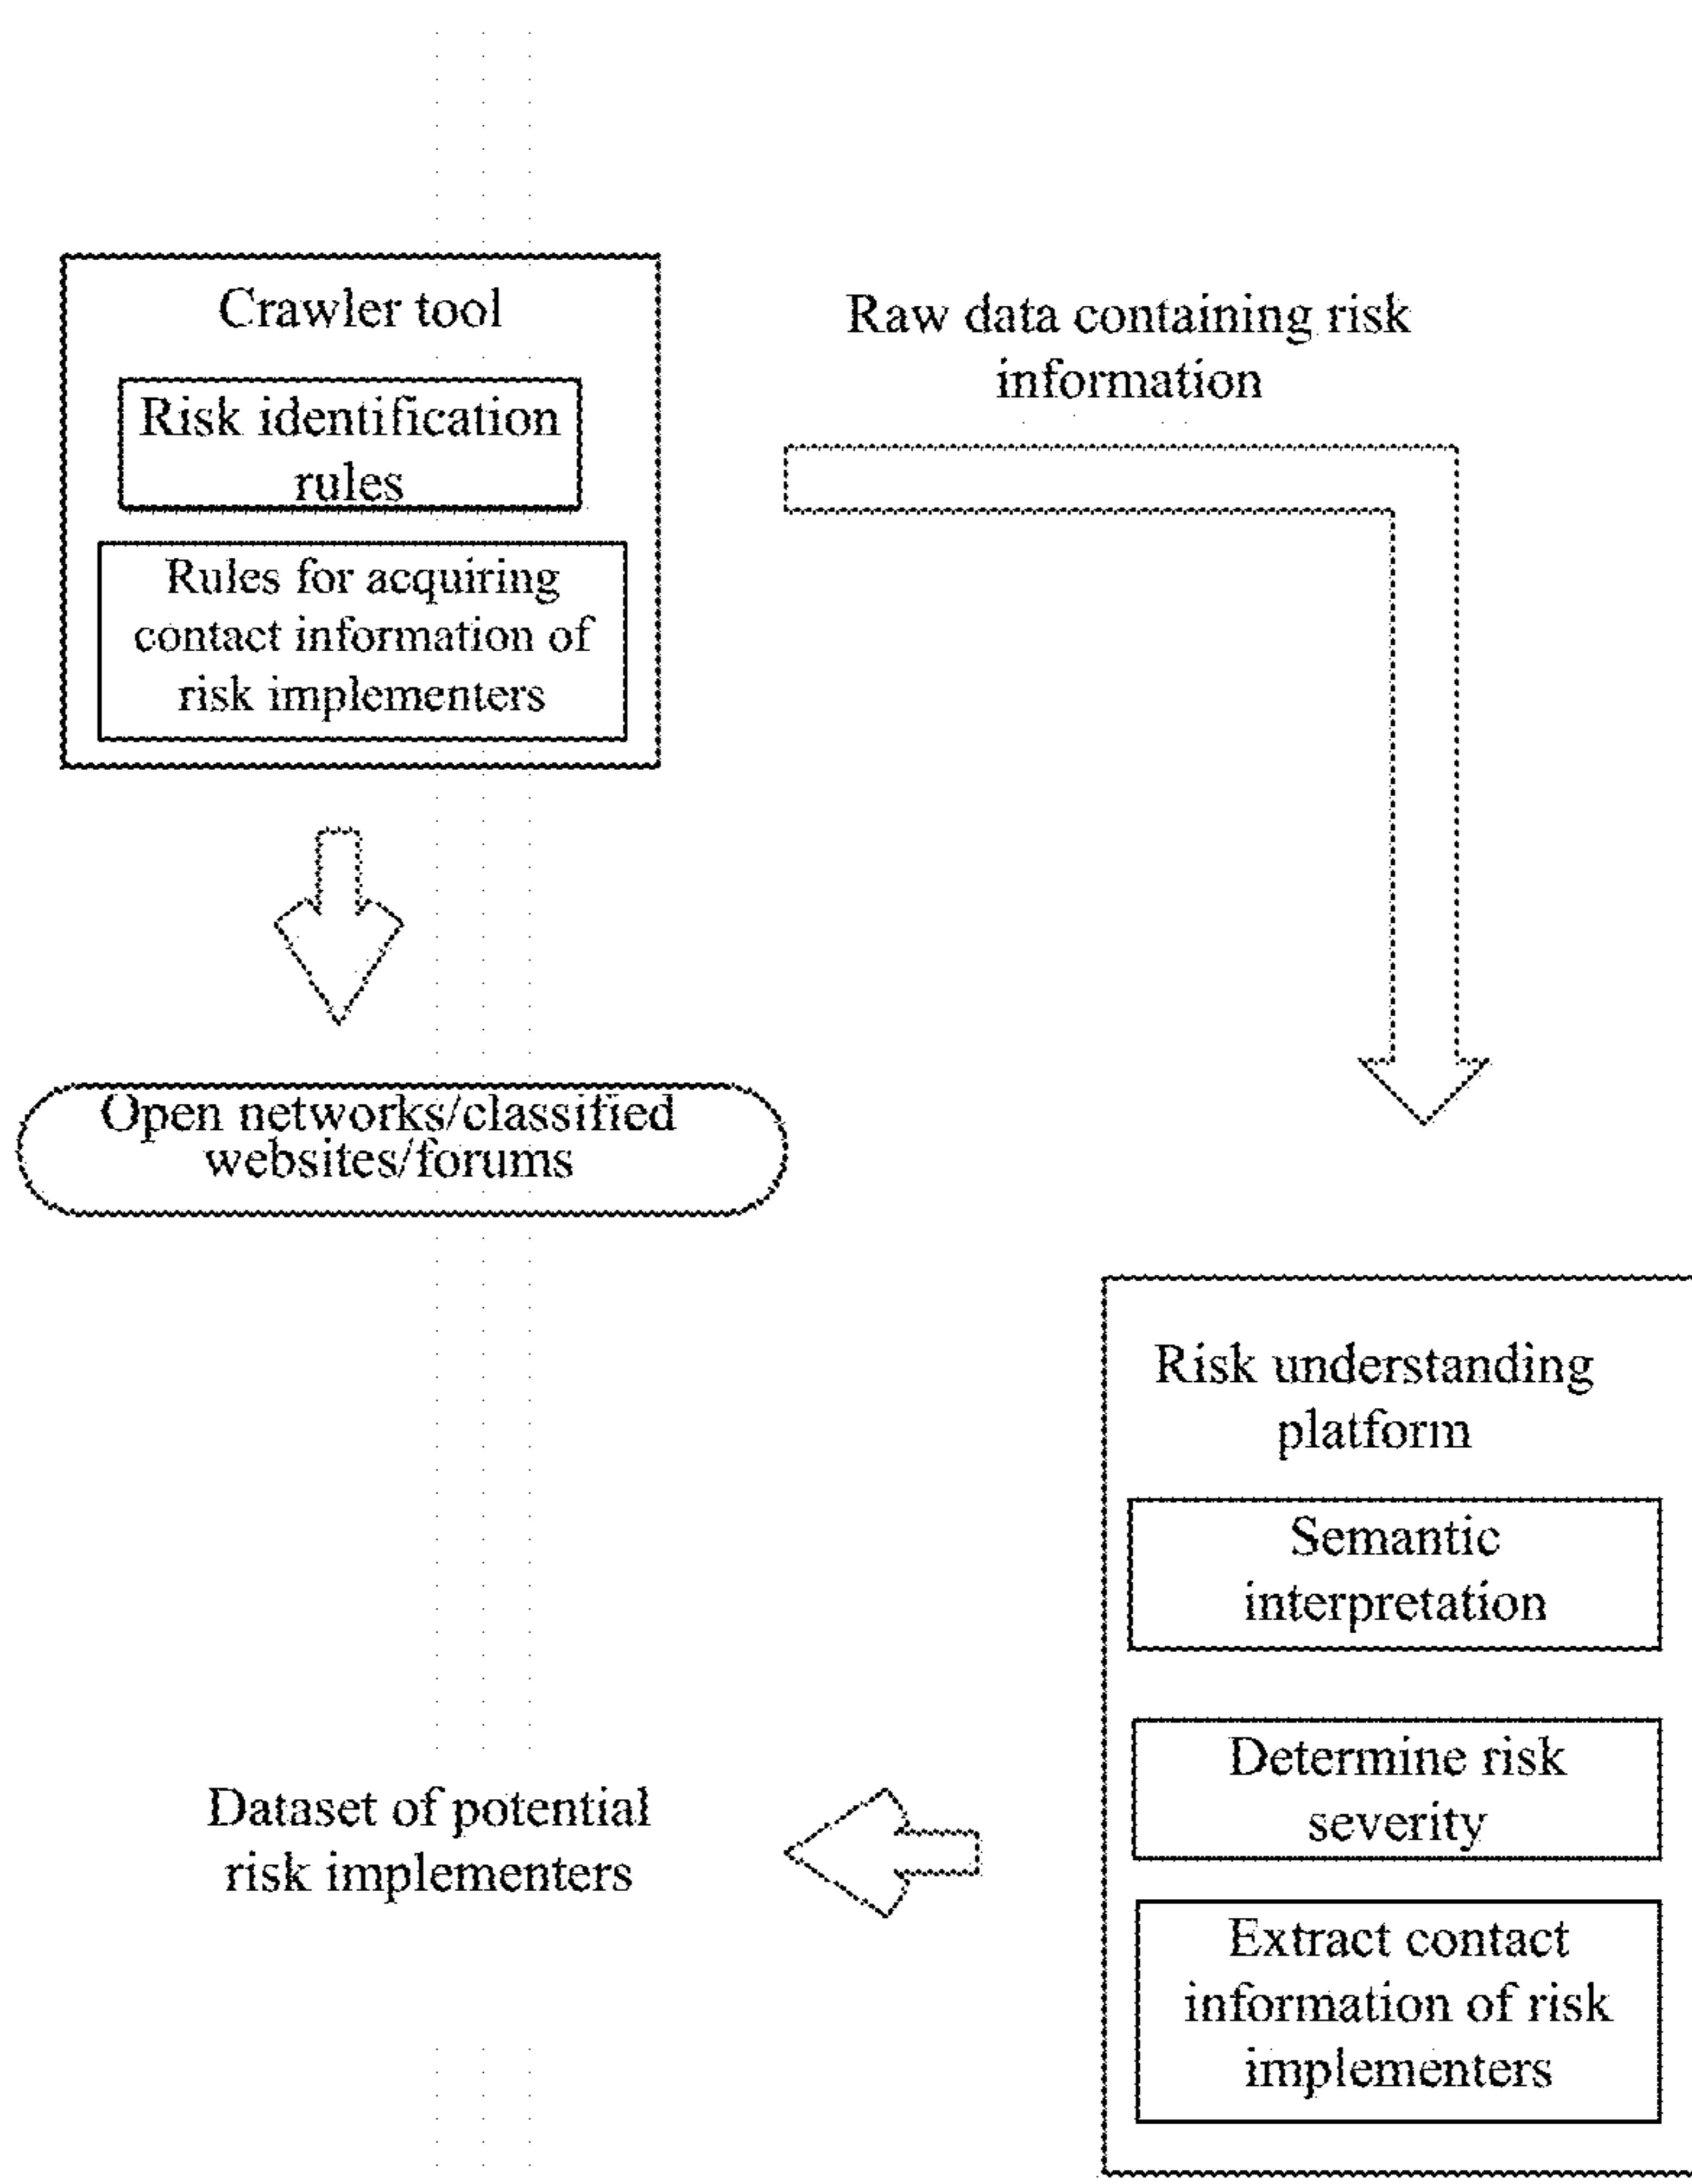 Crawler tool
Risk identification
rules
Rules for acquiring
contact information of
risk implementers
Raw data containing risk
information
Open networks/classified
websites/forums
Risk understanding
platform
Semantic
interpretation
Determine risk
severity
Extract contact
information of risk
implementers
Dataset of potential
risk implementers